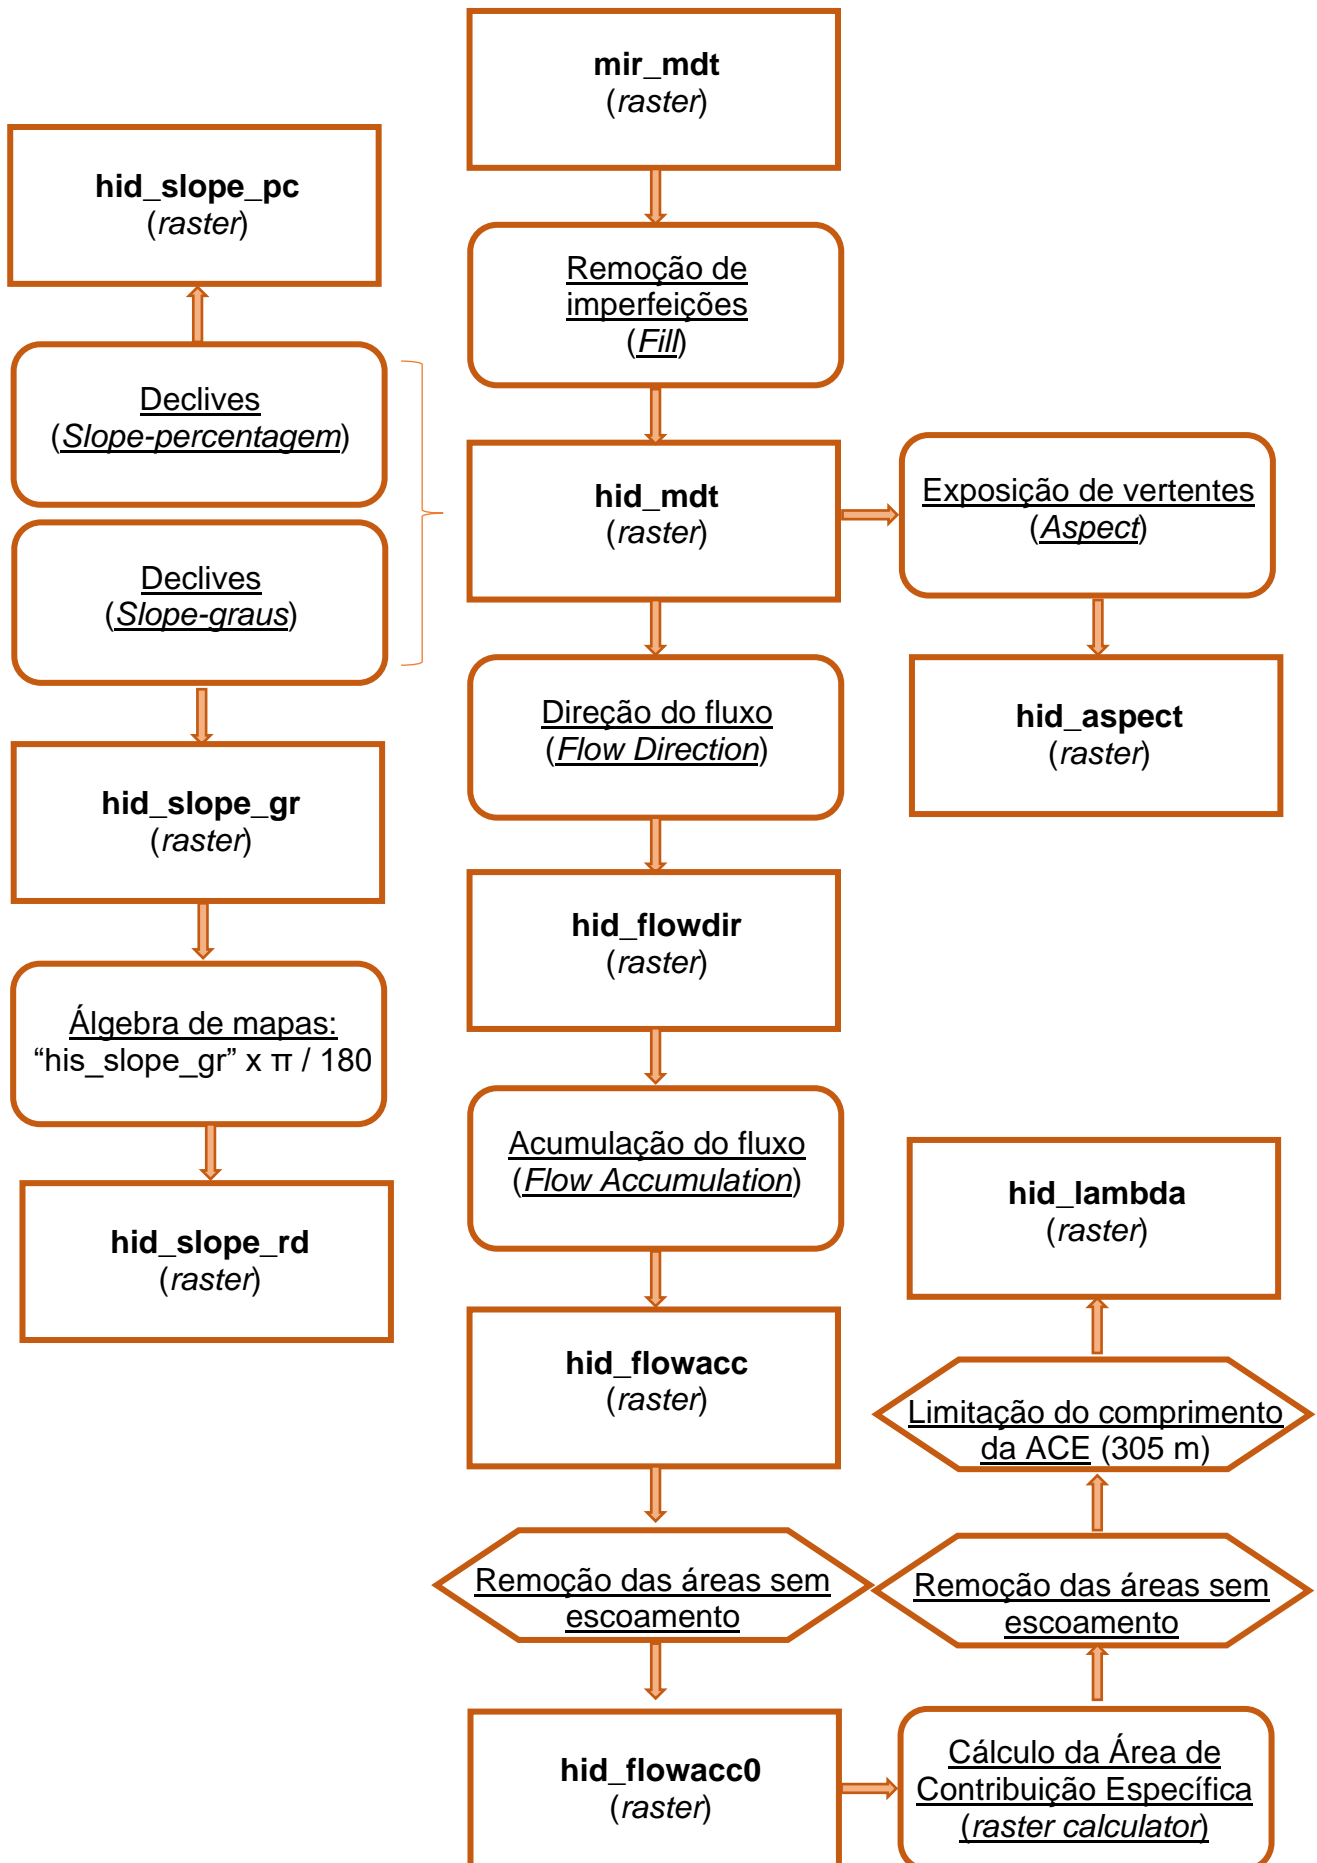 mir_mdt
(raster)
hid_slope_pc
(raster)
Remoção de
imperfeições
(Fill)
Declives
(Slope-percentagem)
hid_mdt
(raster)
Exposição de vertentes
(Aspect)
Declives
(Slope-graus)
Direção do fluxo
(Flow Direction)
hid_aspect
(raster)
hid_slope_gr
(raster)
hid_flowdir
(raster)
Álgebra de mapas:
“his_slope_gr” x π / 180
Acumulação do fluxo
(Flow Accumulation)
hid_lambda
(raster)
hid_slope_rd
(raster)
hid_flowacc
(raster)
Limitação do comprimento
da ACE (305 m)
Remoção das áreas sem
escoamento
Remoção das áreas sem
escoamento
hid_flowacc0
(raster)
Cálculo da Área de
Contribuição Específica
(raster calculator)